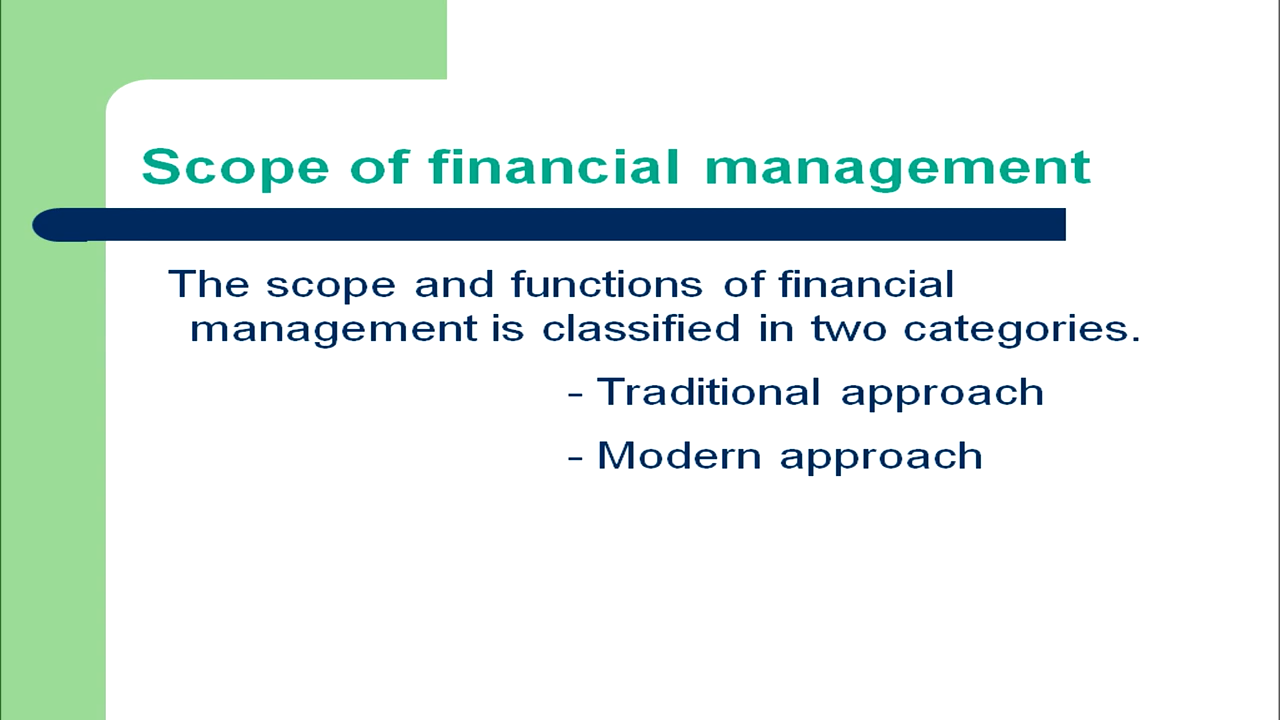 Scope of financial management
The scope and functions of financial
management is classified in two categories.
- Traditional approach
- Modern approach